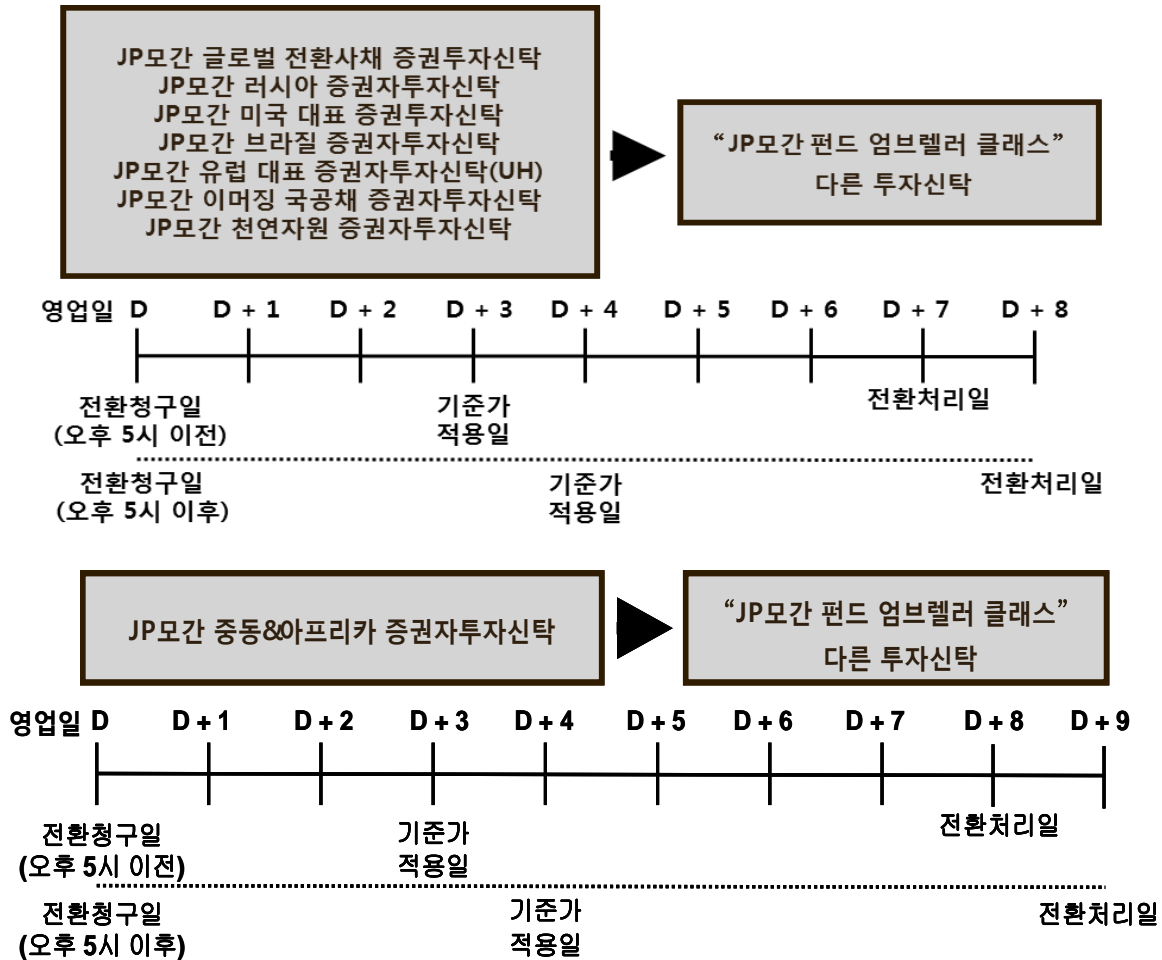 JP모간 글로벌 전환사채 증권투자신탁
JP모간 러시아 증권자투자신탁
JP모간 미국 대표 증권투자신탁
JP모간 브라질 증권자투자신탁
JP모간 유럽 대표 증권자투자신탁(UH)
JP모간 이머징 국공채 증권자투자신탁
JP모간 천연자원 증권자투자신탁
“JP모간 펀드 엄브렐러 클래스”
다른 투자신탁
영업일 D D + 1 D + 2 D + 3 D + 4 D + 5 D + 6 D + 7 D + 8
전환청구일 기준가 전환처리일
(오후 5시 이전) 적용일
전환청구일 기준가 전환처리일
(오후 5시 이후) 적용일
JP모간 중동&아프리카 증권자투자신탁
“JP모간 펀드 엄브렐러 클래스”
다른 투자신탁
영업일 D D + 1 D + 2 D + 3 D + 4 D + 5 D + 6 D + 7 D + 8 D + 9
전환청구일 기준가 전환처리일
(오후 5시 이전) 적용일
전환청구일 기준가 전환처리일
(오후 5시 이후) 적용일